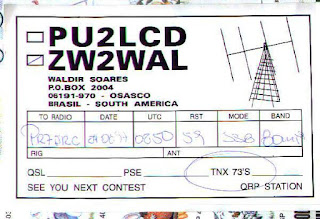 PU2LCD
ZW2WAL
WALDIR SOARES
P.O.BOX 2004
06191-970 - OSASCO
BRASIL - SOUTH AMERICA
TO RADIO DATE UTC RST MODE BAND
0850 59 SSB 80m
RIG ANT
QSL PSE TNX 73'S
SEE YOU NEXT CONTEST QRP STATION